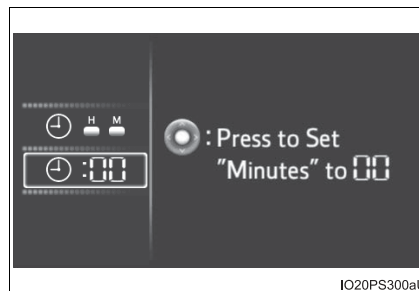 H M
:00
: Press to Set
"Minutes" to 00
IO20PS300aU